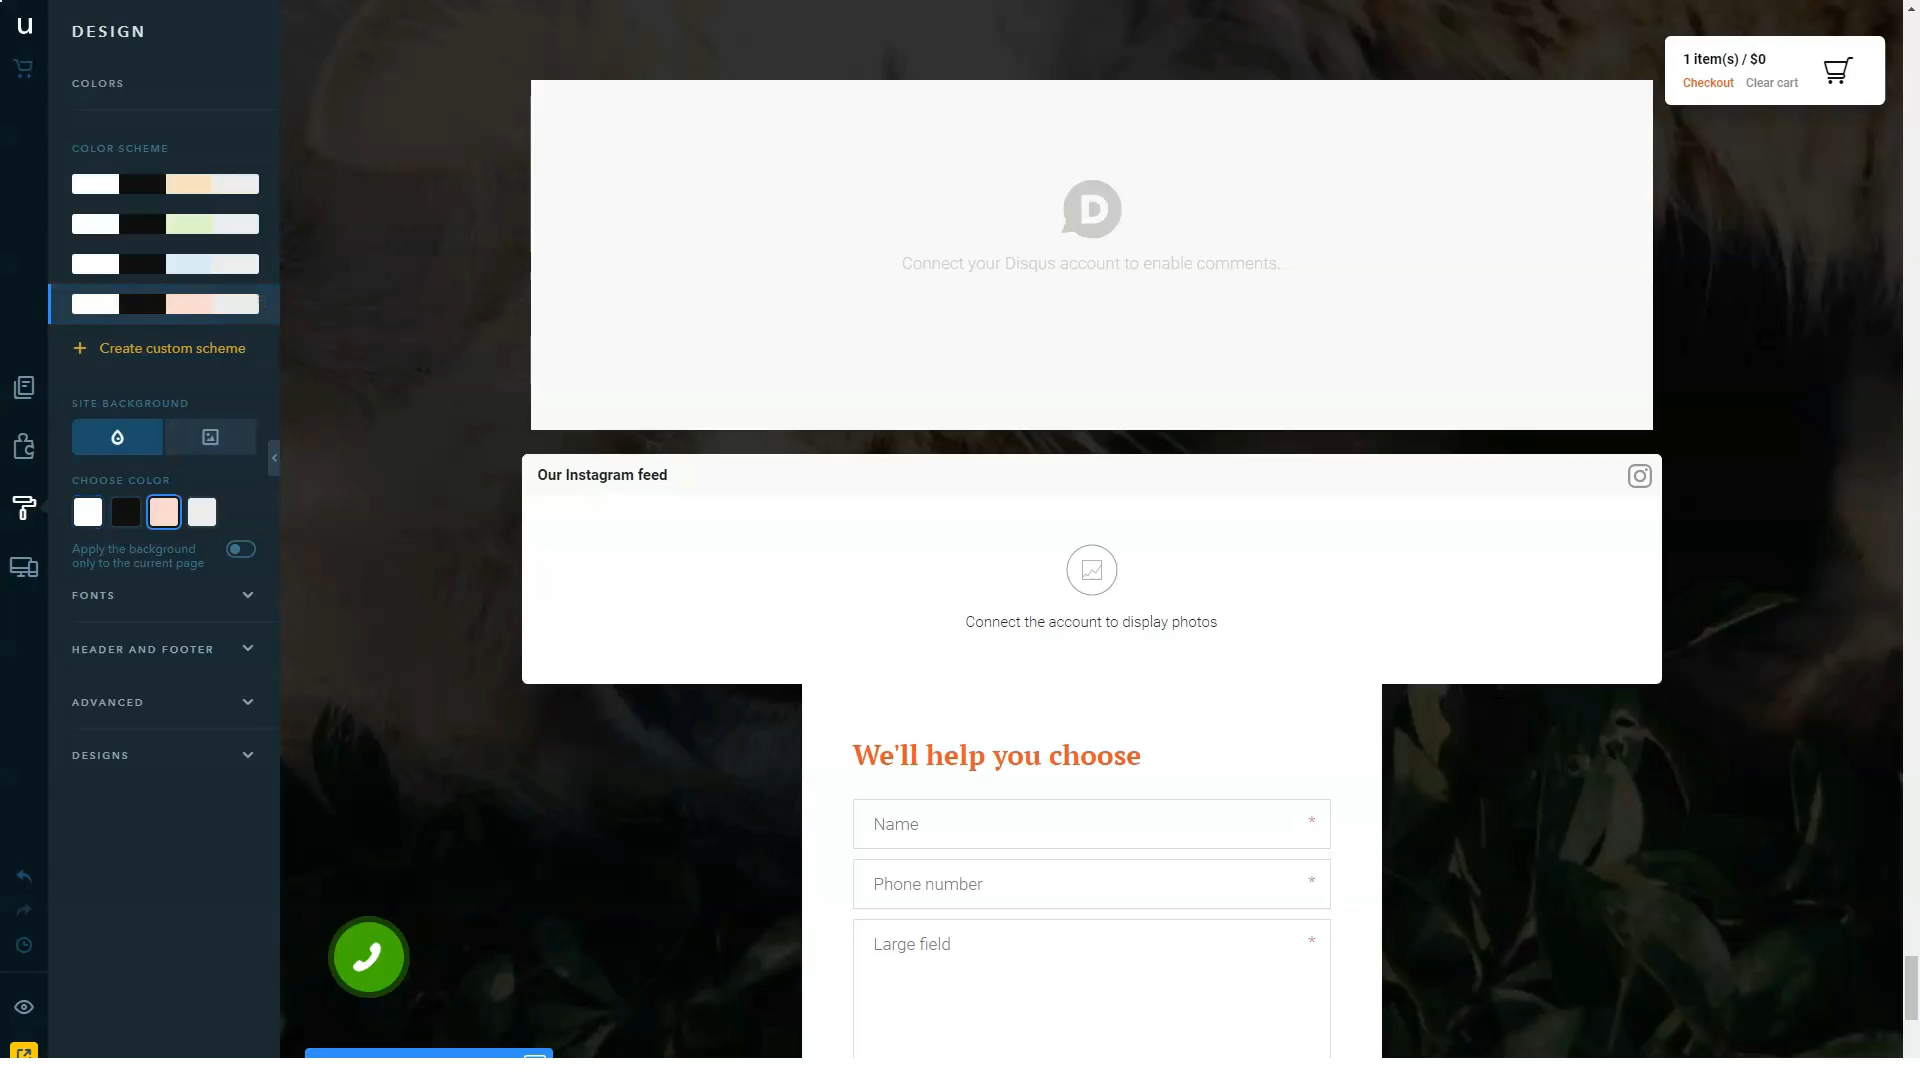 u
DESIGN
COLORS
COLOR SCHEME
+ Create custom scheme
SITE BACKGROUND
CHOOSE COLOR
Apply the background
only to the current page
FONTS
HEADER AND FOOTER
ADVANCED
DESIGNS
1 item(s) / $0
Checkout Clear cart
D
Connect your Disqus account to enable comments.
Our Instagram feed
Connect the account to display photos
We'll help you choose
Name *
Phone number *
Large field *